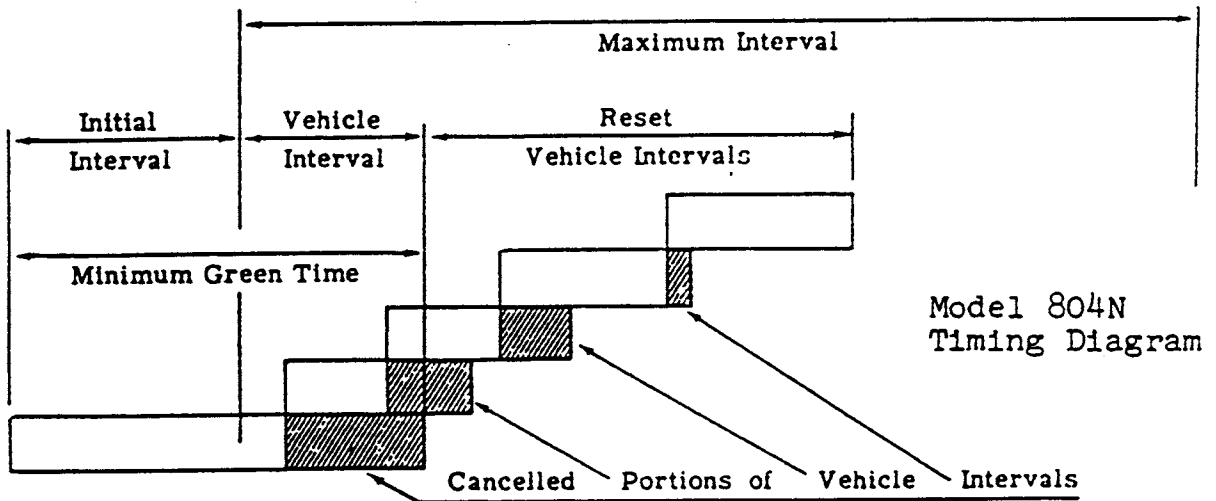 Maximum Interval
Initial
Interval
Vehicle
Interval
Reset
Vehicle Intervals
Minimum Green Time
Model 804N
Timing Diagram
Cancelled Portions of Vehicle Intervals